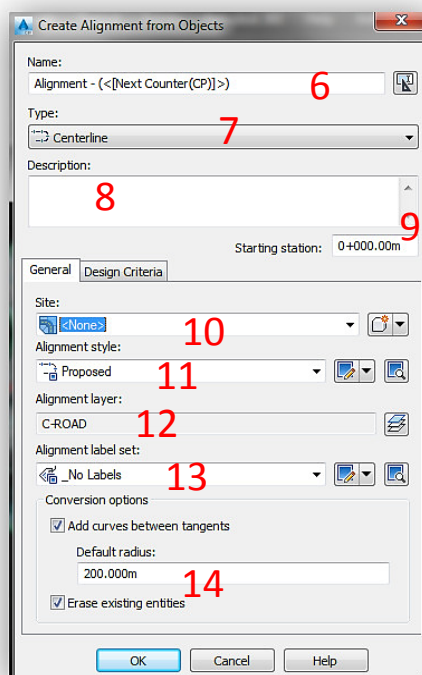 Create Alignment from Objects
Name:
Alignment - (<[Next Counter(CP)]>)
6
Type:
7
Centerline
Description:
8
9
Starting station: 0+000.00m
General Design Criteria
Site:
<None>
10
Alignment style:
Proposed
11
Alignment layer:
C-ROAD
12
Alignment label set:
_No Labels
13
Conversion options
Add curves between tangents
Default radius:
200.000m
14
Erase existing entities
OK Cancel Help